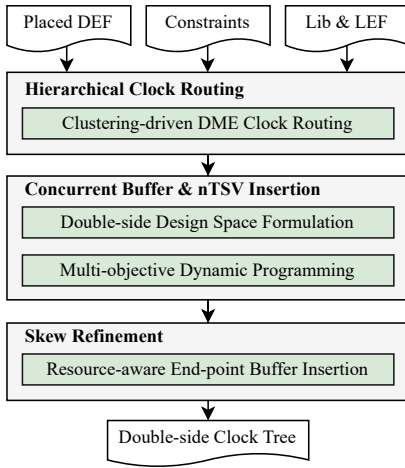 Placed DEF
Constraints
Lib & LEF
Hierarchical Clock Routing
Clustering-driven DME Clock Routing
Concurrent Buffer & nTSV Insertion
Double-side Design Space Formulation
Multi-objective Dynamic Programming
Skew Refinement
Resource-aware End-point Buffer Insertion
Double-side Clock Tree